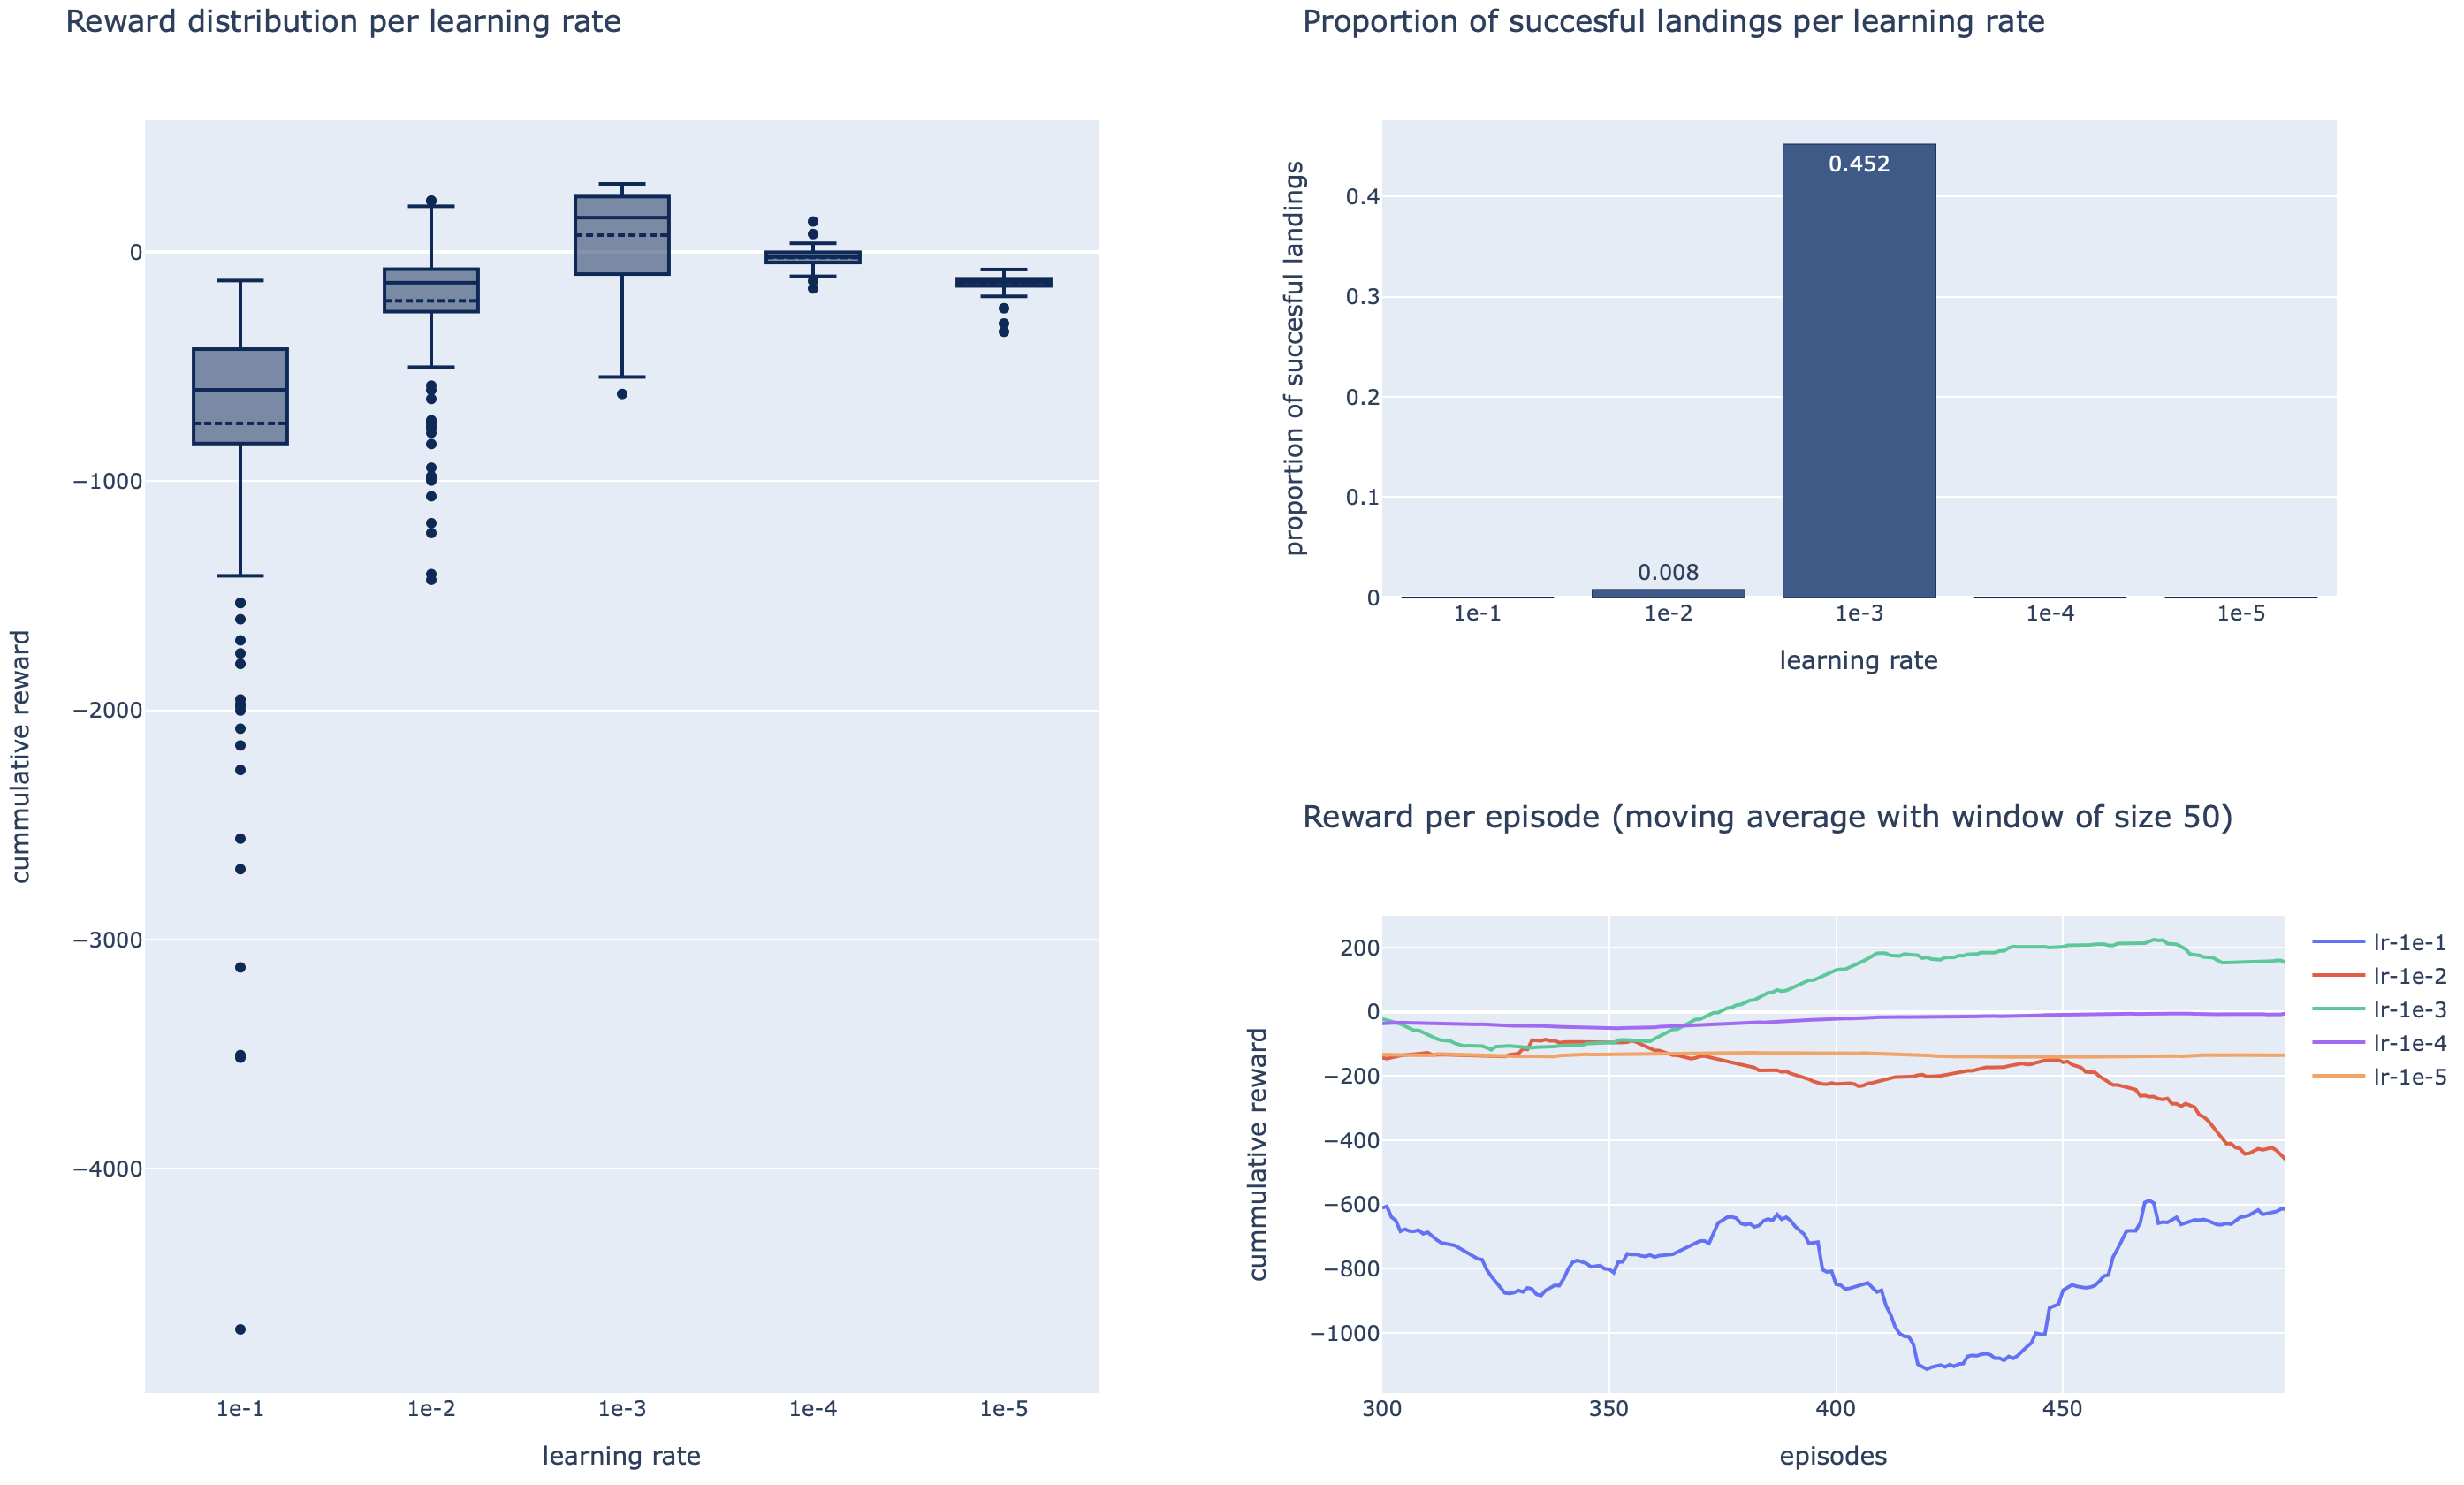 Reward distribution per learning rate
cummulative reward
0
−1000
−2000
−3000
−4000
1e-1 1e-2 1e-3 1e-4 1e-5
learning rate
Proportion of succesful landings per learning rate
proportion of succesful landings
0.4
0.3
0.2
0.1
0
0.008
0.452
1e-1 1e-2 1e-3 1e-4 1e-5
learning rate
Reward per episode (moving average with window of size 50)
cummulative reward
200
0
−200
−400
−600
−800
−1000
300 350 400 450
episodes
lr-1e-1
lr-1e-2
lr-1e-3
lr-1e-4
lr-1e-5